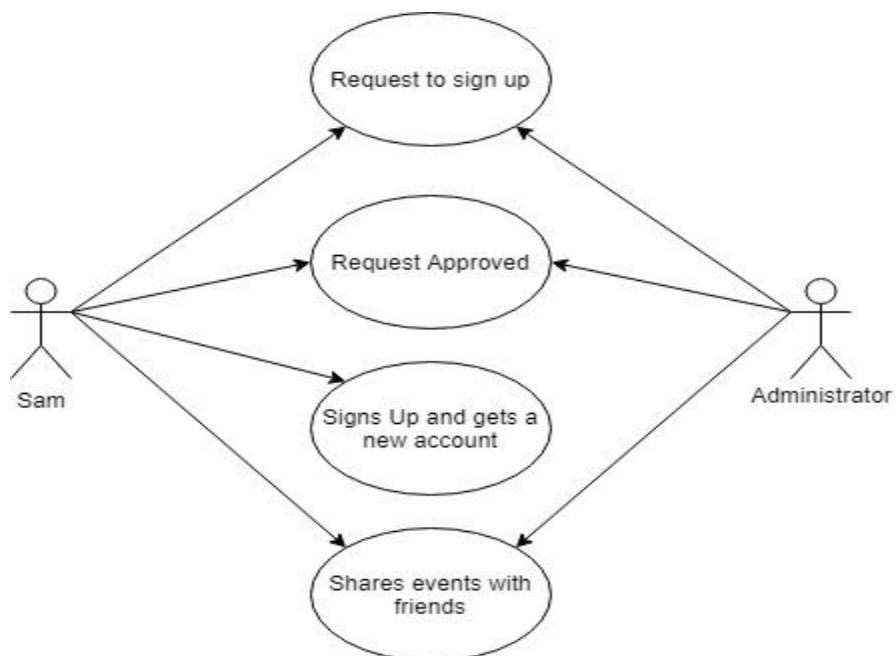 Request to sign up
Request Approved
Sam
Administrator
Signs Up and gets a
new account
Shares events with
friends